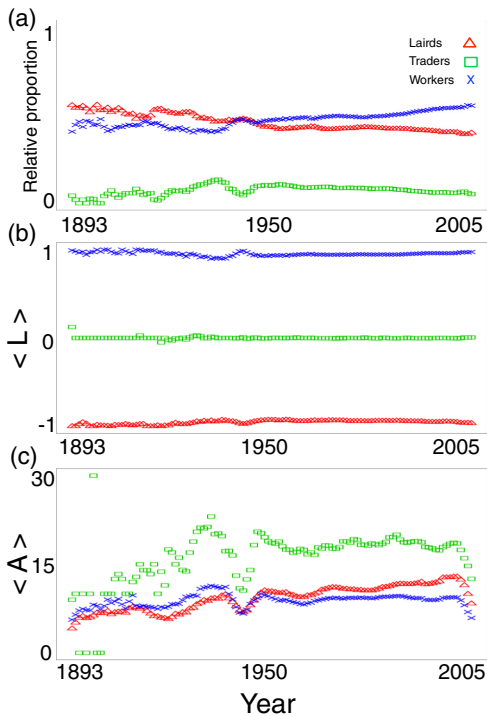 (a)
1
Lairds
Traders
Workers
Relative proportion
0
1893 1950 2005
(b)
1
0
-1
< L >
1893 1950 2005
(c)
30
15
0
< A >
1893 1950 2005
Year